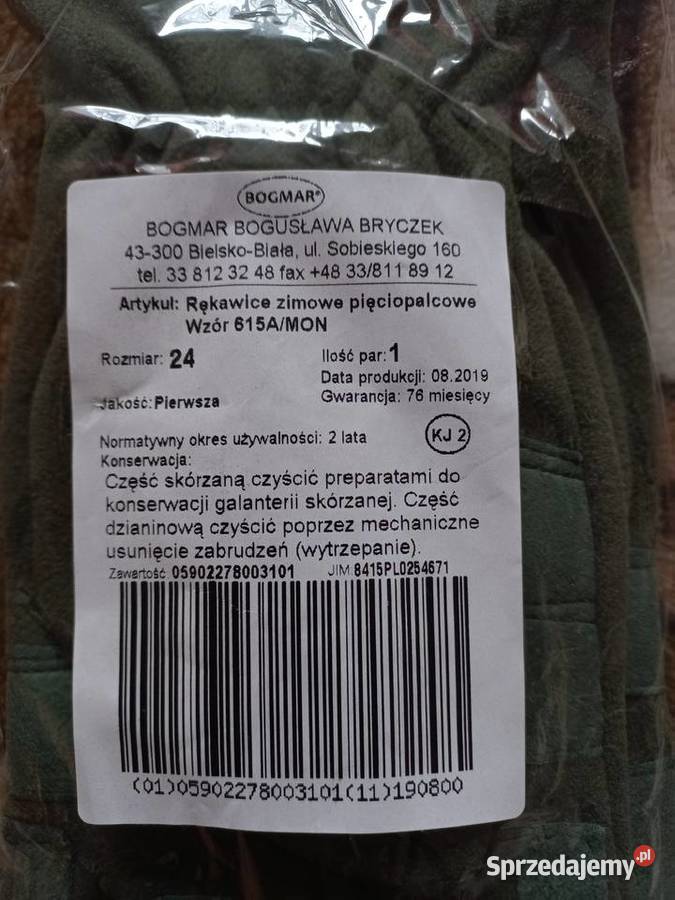 BOGMAR®
BOGMAR BOGUSŁAWA BRYCZEK
43-300 Bielsko-Biała, ul. Sobieskiego 160
tel. 33 812 32 48 fax +48 33/811 89 12
Artykuł: Rękawice zimowe pięciopalcowe
Wzór 615A/MON
Rozmiar: 24
Ilość par: 1
Data produkcji: 08.2019
Jakość: Pierwsza
Gwarancja: 76 miesięcy
Normatywny okres używalności: 2 lata
KJ 2
Konserwacja:
Część skórzaną czyścić preparatami do
konserwacji galanterii skórzanej. Część
dzianinową czyścić poprzez mechaniczne
usunięcie zabrudzeń (wytrzepanie).
Zawartość 05902278003101 JIM 8415PL0254671
(01)05902278003101(11)190800
Sprzedajemy.pl